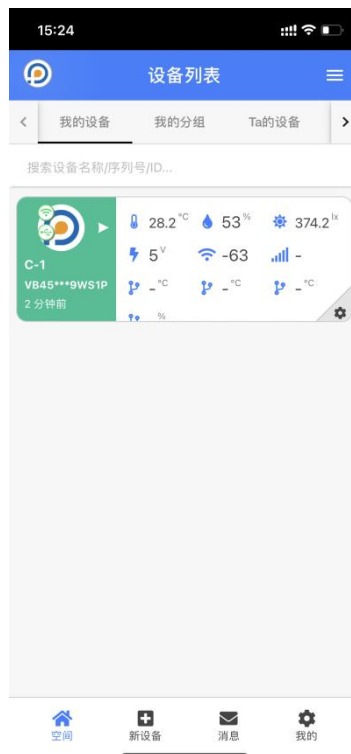 15:24
设备列表
我的设备 我的分组 Ta的设备
搜索设备名称/序列号/ID...
28.2°C 53% 374.2lx
5V -63 -
C-1
VB45***9WS1P
2 分钟前
-°C -°C -°C
%
空间 新设备 消息 我的